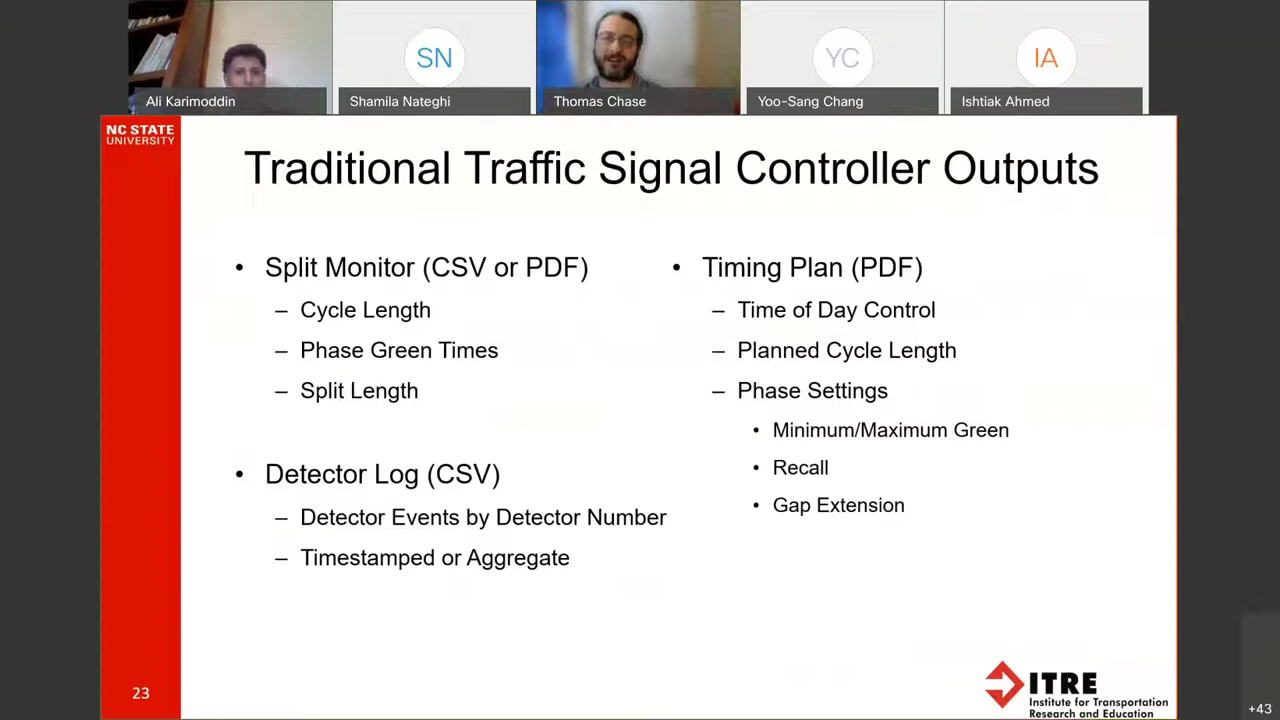 SN
YC
IA
Ali Karimoddin
Shamila Nateghi
Thomas Chase
Yoo-Sang Chang
Ishtiak Ahmed
NC STATE
UNIVERSITY
Traditional Traffic Signal Controller Outputs
• Split Monitor (CSV or PDF)
– Cycle Length
– Phase Green Times
– Split Length
• Detector Log (CSV)
– Detector Events by Detector Number
– Timestamped or Aggregate
• Timing Plan (PDF)
– Time of Day Control
– Planned Cycle Length
– Phase Settings
• Minimum/Maximum Green
• Recall
• Gap Extension
23
ITRE
Institute for Transportation
Research and Education
+43